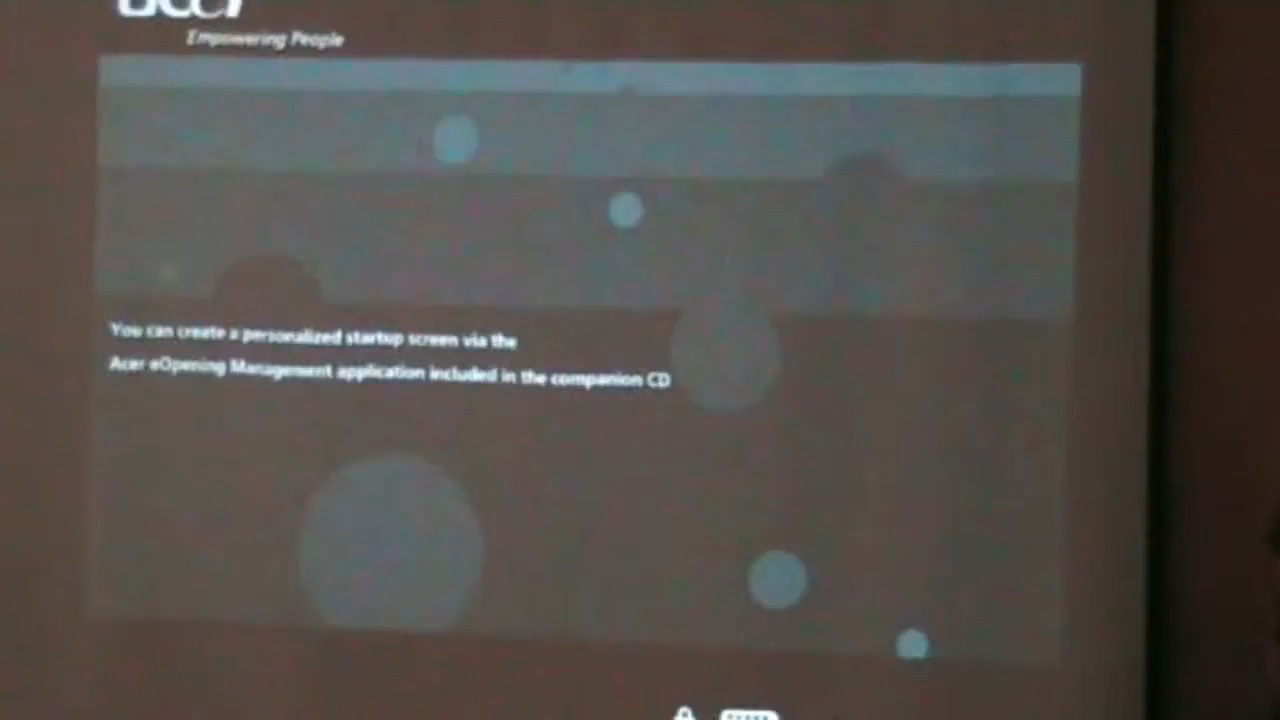 acer
Empowering People
You can create a personalized startup screen via the
Acer eOpening Management application included in the companion CD